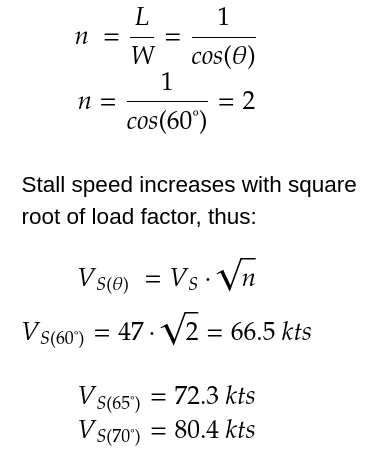 n = L/W = 1/cos(θ)
n = 1/cos(60°) = 2
Stall speed increases with square
root of load factor, thus:
V_S(θ) = V_S · √n
V_S(60°) = 47 · √2 = 66.5 kts
V_S(65°) = 72.3 kts
V_S(70°) = 80.4 kts